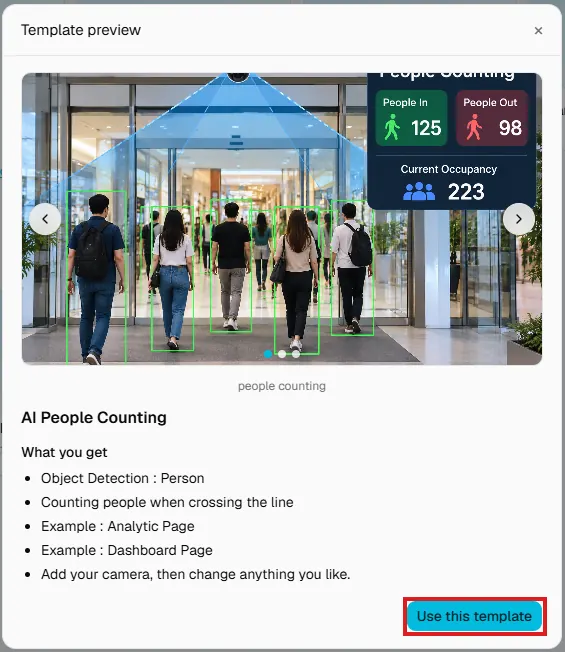 Template preview
People Counting
People In
125
People Out
98
Current Occupancy
223
people counting
AI People Counting
What you get
Object Detection : Person
Counting people when crossing the line
Example : Analytic Page
Example : Dashboard Page
Add your camera, then change anything you like.
Use this template